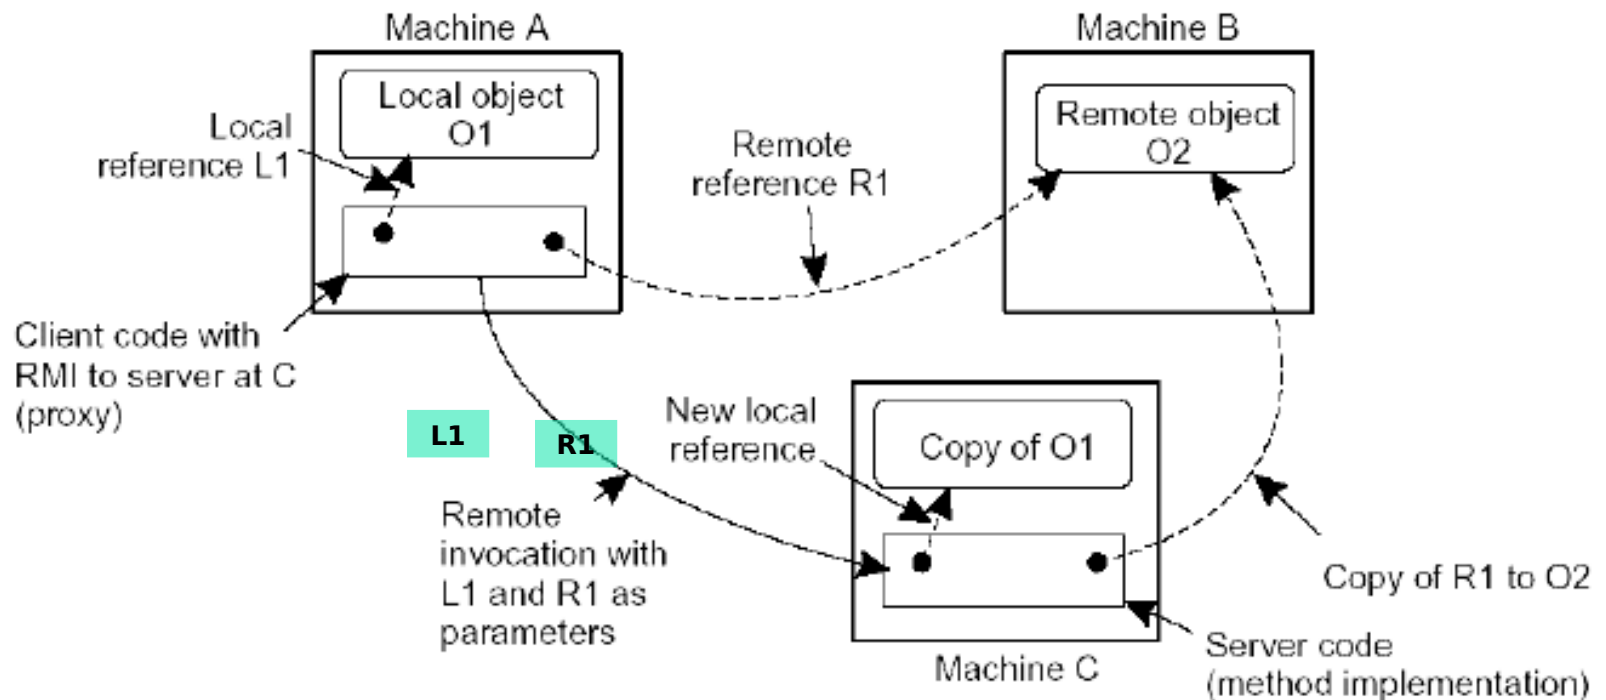 Machine A
Machine B
Local object
O1
Remote object
O2
Local
reference L1
Remote
reference R1
Client code with
RMI to server at C
(proxy)
L1
R1
New local
reference
Copy of O1
Remote
invocation with
L1 and R1 as
parameters
Copy of R1 to O2
Server code
(method implementation)
Machine C